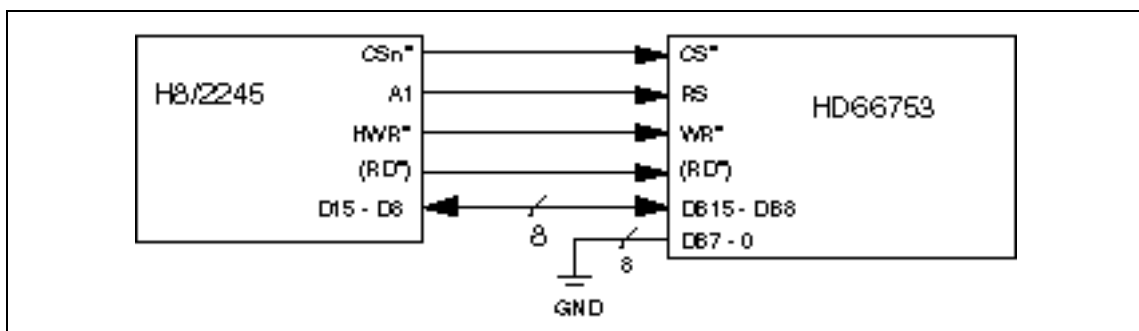 CSn* CS*
H8/2245 A1 RS HD66753
HWR* WR*
(RD*) (RD*)
D15 - D8 DB15 - DB8
8
DB7 - 0
8
GND